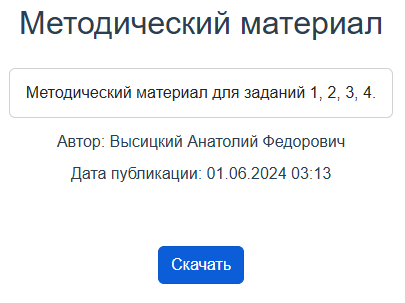 Методический материал
Методический материал для заданий 1, 2, 3, 4.
Автор: Высицкий Анатолий Федорович
Дата публикации: 01.06.2024 03:13
Скачать